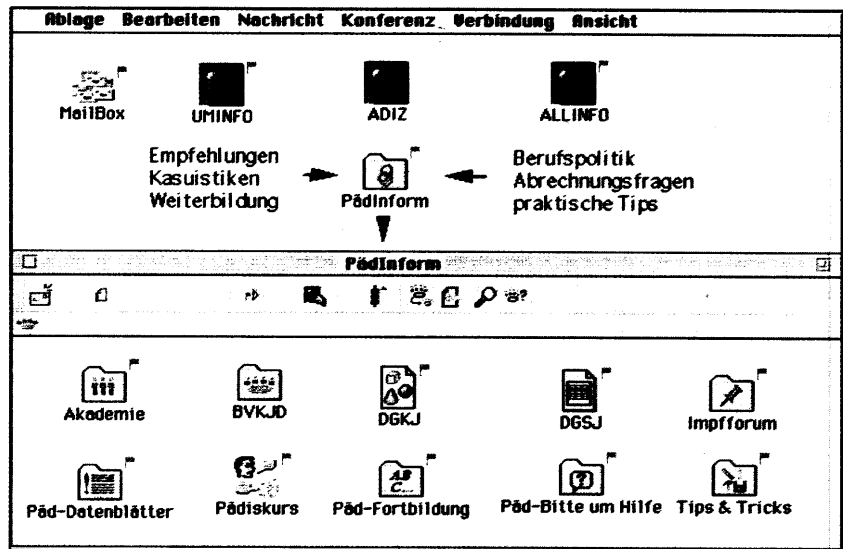 Ablage Bearbeiten Nachricht Konferenz Verbindung Ansicht
MailBox UMINFO ADIZ ALLINFO
Empfehlungen
Kasuistiken
Weiterbildung
PädInform
Berufspolitik
Abrechnungsfragen
praktische Tips
PädInform
Akademie BVKJD DGKJ DGSJ Impfforum
Päd-Datenblätter Pädiskurs Päd-Fortbildung Päd-Bitte um Hilfe Tips & Tricks